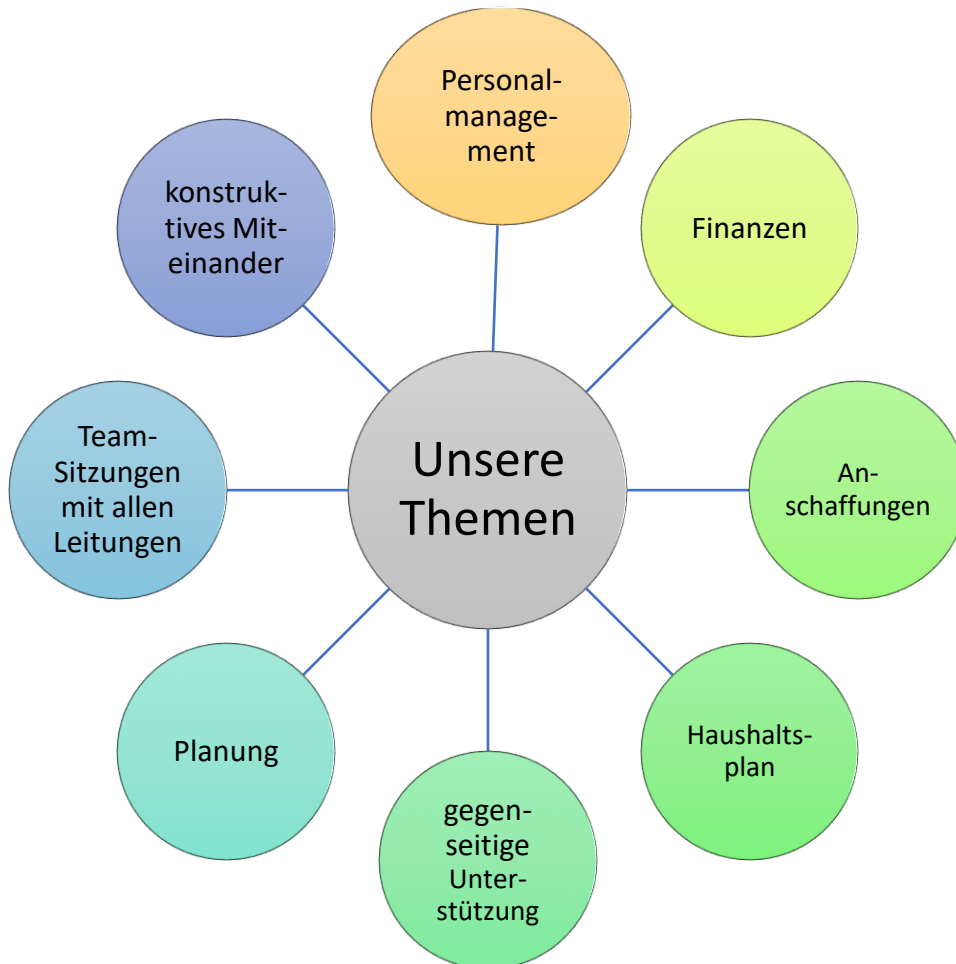 Personal-
manage-
ment
Finanzen
An-
schaffungen
Haushalts-
plan
gegen-
seitige
Unter-
stützung
Planung
Team-
Sitzungen
mit allen
Leitungen
konstruk-
tives Mit-
einander
Unsere
Themen